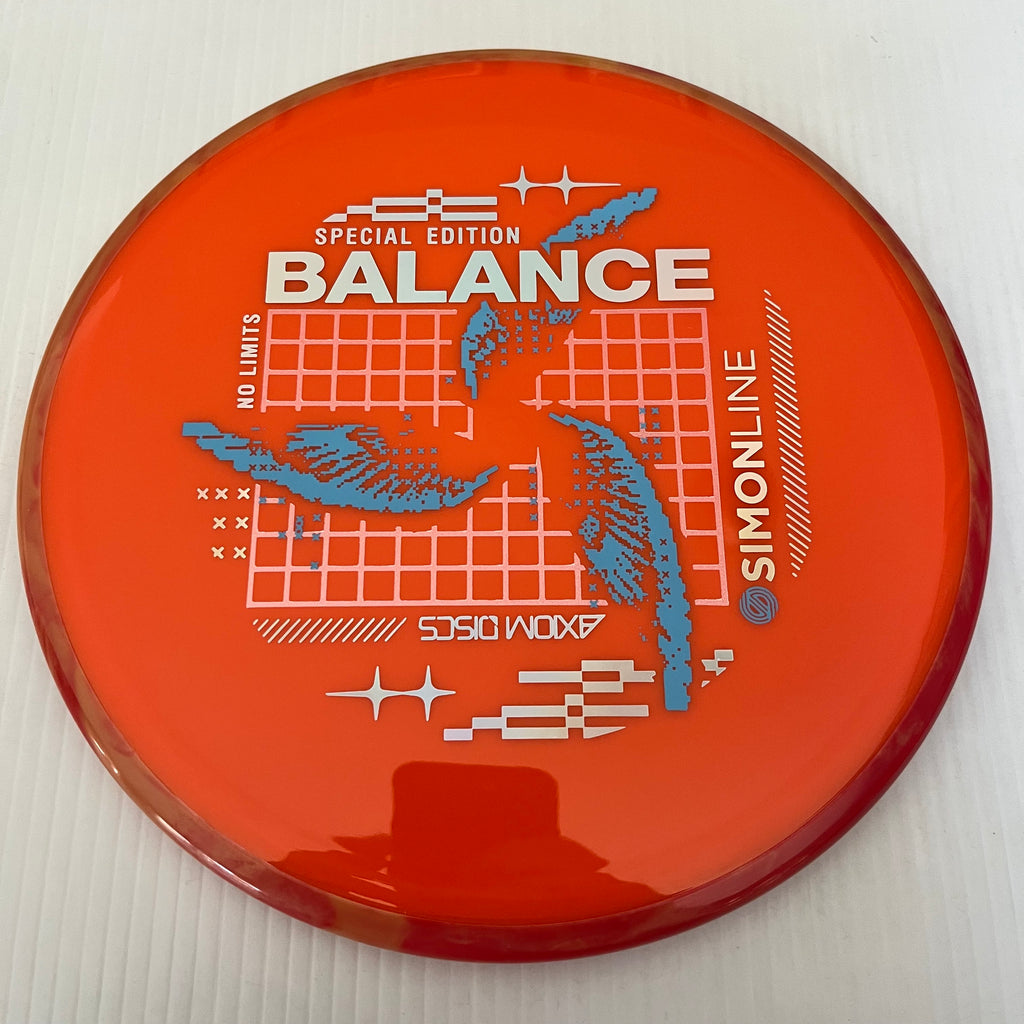 SPECIAL EDITION
BALANCE
NO LIMITS
SIMONLINE
AXIOM DISCS